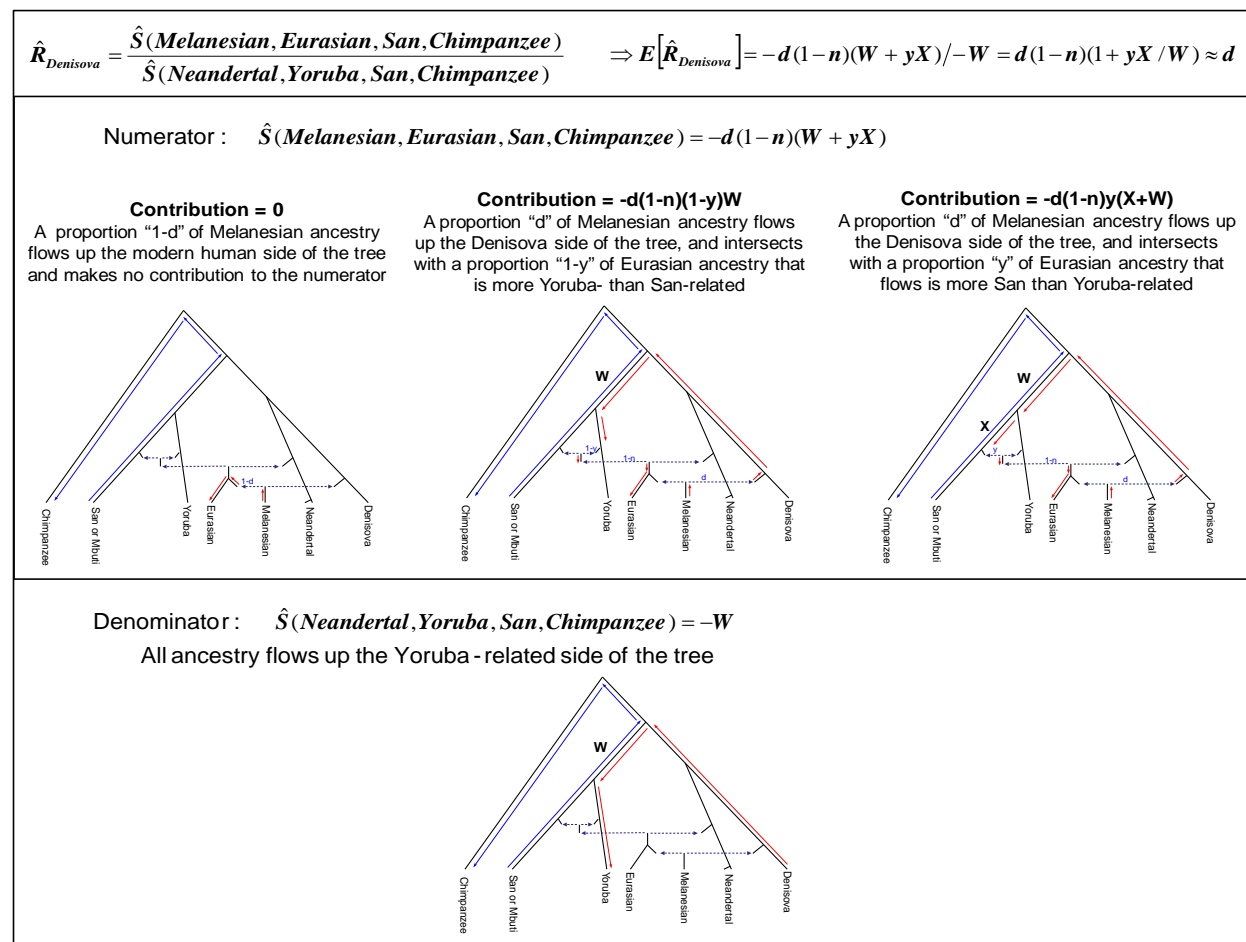 R̂_Denisova = Ŝ(Melanesian, Eurasian, San, Chimpanzee) / Ŝ(Neandertal, Yoruba, San, Chimpanzee) ⇒ E[R̂_Denisova] = −d(1−n)(W + yX)/−W = d(1−n)(1+ yX /W) ≈ d
Numerator : Ŝ(Melanesian, Eurasian, San, Chimpanzee) = −d(1−n)(W + yX)
Contribution = 0
A proportion “1-d” of Melanesian ancestry
flows up the modern human side of the tree
and makes no contribution to the numerator
1-d
Chimpanzee
San or Mbuti
Yoruba
Eurasian
Melanesian
Neandertal
Denisova
Contribution = -d(1-n)(1-y)W
A proportion “d” of Melanesian ancestry flows
up the Denisova side of the tree, and intersects
with a proportion “1-y” of Eurasian ancestry that
is more Yoruba- than San-related
W
1-y
1-n
d
Chimpanzee
San or Mbuti
Yoruba
Eurasian
Melanesian
Neandertal
Denisova
Contribution = -d(1-n)y(X+W)
A proportion “d” of Melanesian ancestry flows up
the Denisova side of the tree, and intersects
with a proportion “y” of Eurasian ancestry that
flows is more San than Yoruba-related
W
X
y
1-n
d
Chimpanzee
San or Mbuti
Yoruba
Eurasian
Melanesian
Neandertal
Denisova
Denominator : Ŝ(Neandertal, Yoruba, San, Chimpanzee) = −W
All ancestry flows up the Yoruba - related side of the tree
W
Chimpanzee
San or Mbuti
Yoruba
Eurasian
Melanesian
Neandertal
Denisova